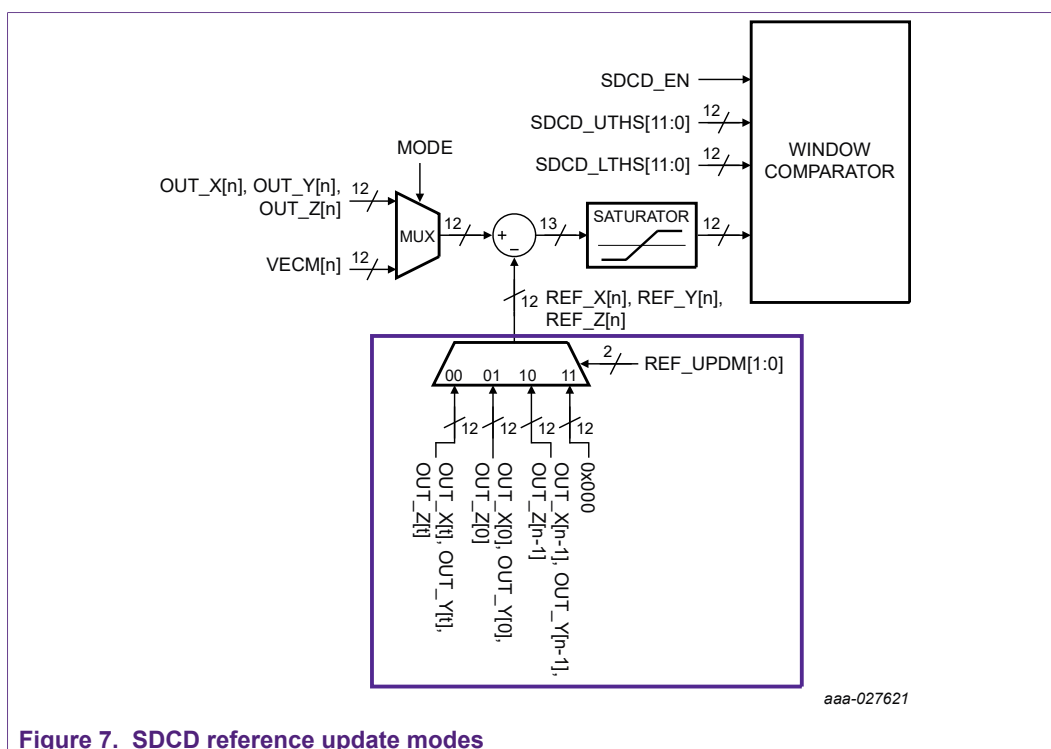 SDCD_EN
SDCD_UTHS[11:0]
12
SDCD_LTHS[11:0]
12
WINDOW
COMPARATOR
MODE
OUT_X[n], OUT_Y[n],
OUT_Z[n]
12
VECM[n]
12
MUX
12
+
−
13
SATURATOR
12
12
REF_X[n], REF_Y[n],
REF_Z[n]
2
REF_UPDM[1:0]
00 01 10 11
12 12 12 12
OUT_X[t], OUT_Y[t],
OUT_Z[t]
OUT_X[0], OUT_Y[0],
OUT_Z[0]
OUT_X[n-1], OUT_Y[n-1],
OUT_Z[n-1]
0x000
aaa-027621
Figure 7. SDCD reference update modes